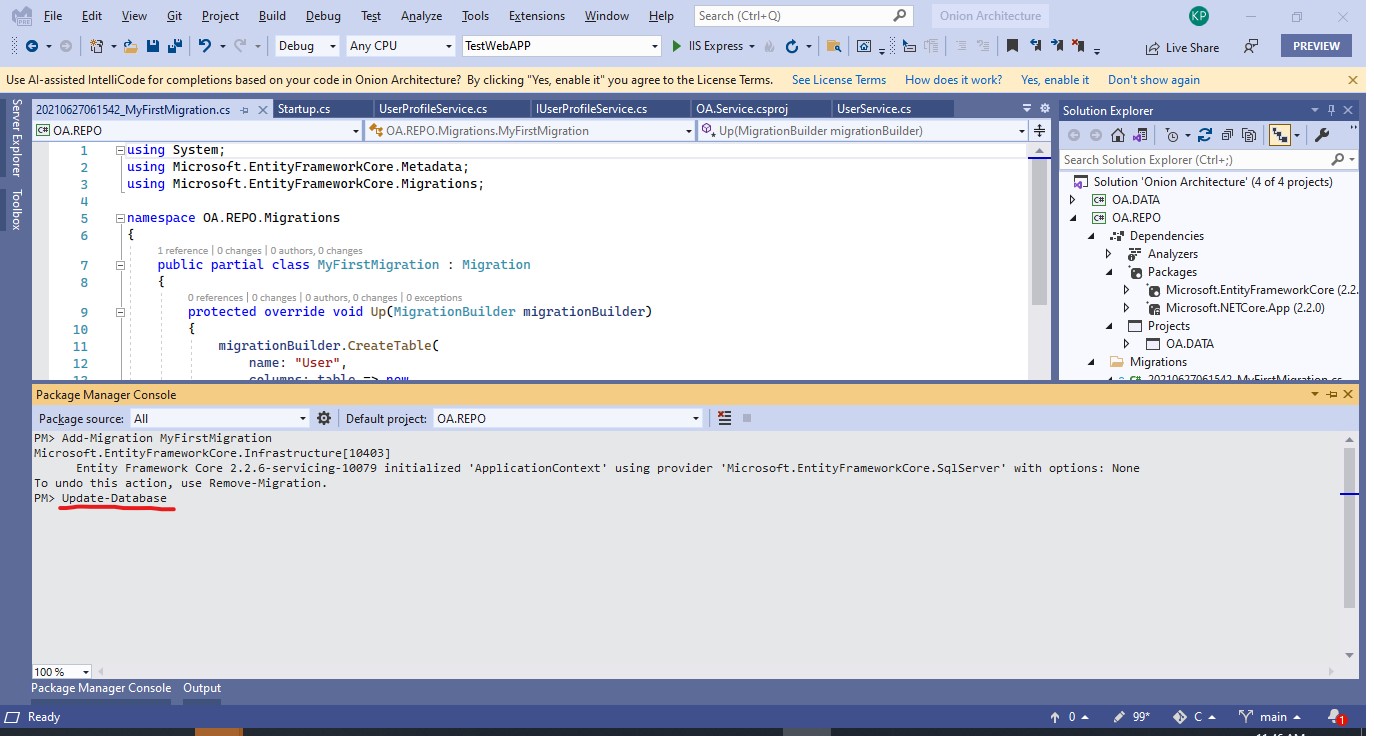 File Edit View Git Project Build Debug Test Analyze Tools Extensions Window Help Search (Ctrl+Q) Onion Architecture KP
Debug Any CPU TestWebAPP IIS Express Live Share PREVIEW
Use AI-assisted IntelliCode for completions based on your code in Onion Architecture? By clicking "Yes, enable it" you agree to the License Terms. See License Terms How does it work? Yes, enable it Don't show again
Server Explorer
Toolbox
20210627061542_MyFirstMigration.cs Startup.cs UserProfileService.cs IUserProfileService.cs OA.Service.csproj UserService.cs
C# OA.REPO OA.REPO.Migrations.MyFirstMigration Up(MigrationBuilder migrationBuilder)
1 using System;
2 using Microsoft.EntityFrameworkCore.Metadata;
3 using Microsoft.EntityFrameworkCore.Migrations;
4
5 namespace OA.REPO.Migrations
6 {
1 reference | 0 changes | 0 authors, 0 changes
7 public partial class MyFirstMigration : Migration
8 {
0 references | 0 changes | 0 authors, 0 changes | 0 exceptions
9 protected override void Up(MigrationBuilder migrationBuilder)
10 {
11 migrationBuilder.CreateTable(
12 name: "User",
13 columns: table => new
Solution Explorer
Search Solution Explorer (Ctrl+;)
Solution 'Onion Architecture' (4 of 4 projects)
C# OA.DATA
C# OA.REPO
Dependencies
Analyzers
Packages
Microsoft.EntityFrameworkCore (2.2.
Microsoft.NETCore.App (2.2.0)
Projects
OA.DATA
Migrations
C# 20210627061542_MyFirstMigration.cs
Package Manager Console
Package source: All Default project: OA.REPO
PM> Add-Migration MyFirstMigration
Microsoft.EntityFrameworkCore.Infrastructure[10403]
Entity Framework Core 2.2.6-servicing-10079 initialized 'ApplicationContext' using provider 'Microsoft.EntityFrameworkCore.SqlServer' with options: None
To undo this action, use Remove-Migration.
PM> Update-Database
100 %
Package Manager Console Output
Ready 0 99* C main 1
11:46 AM